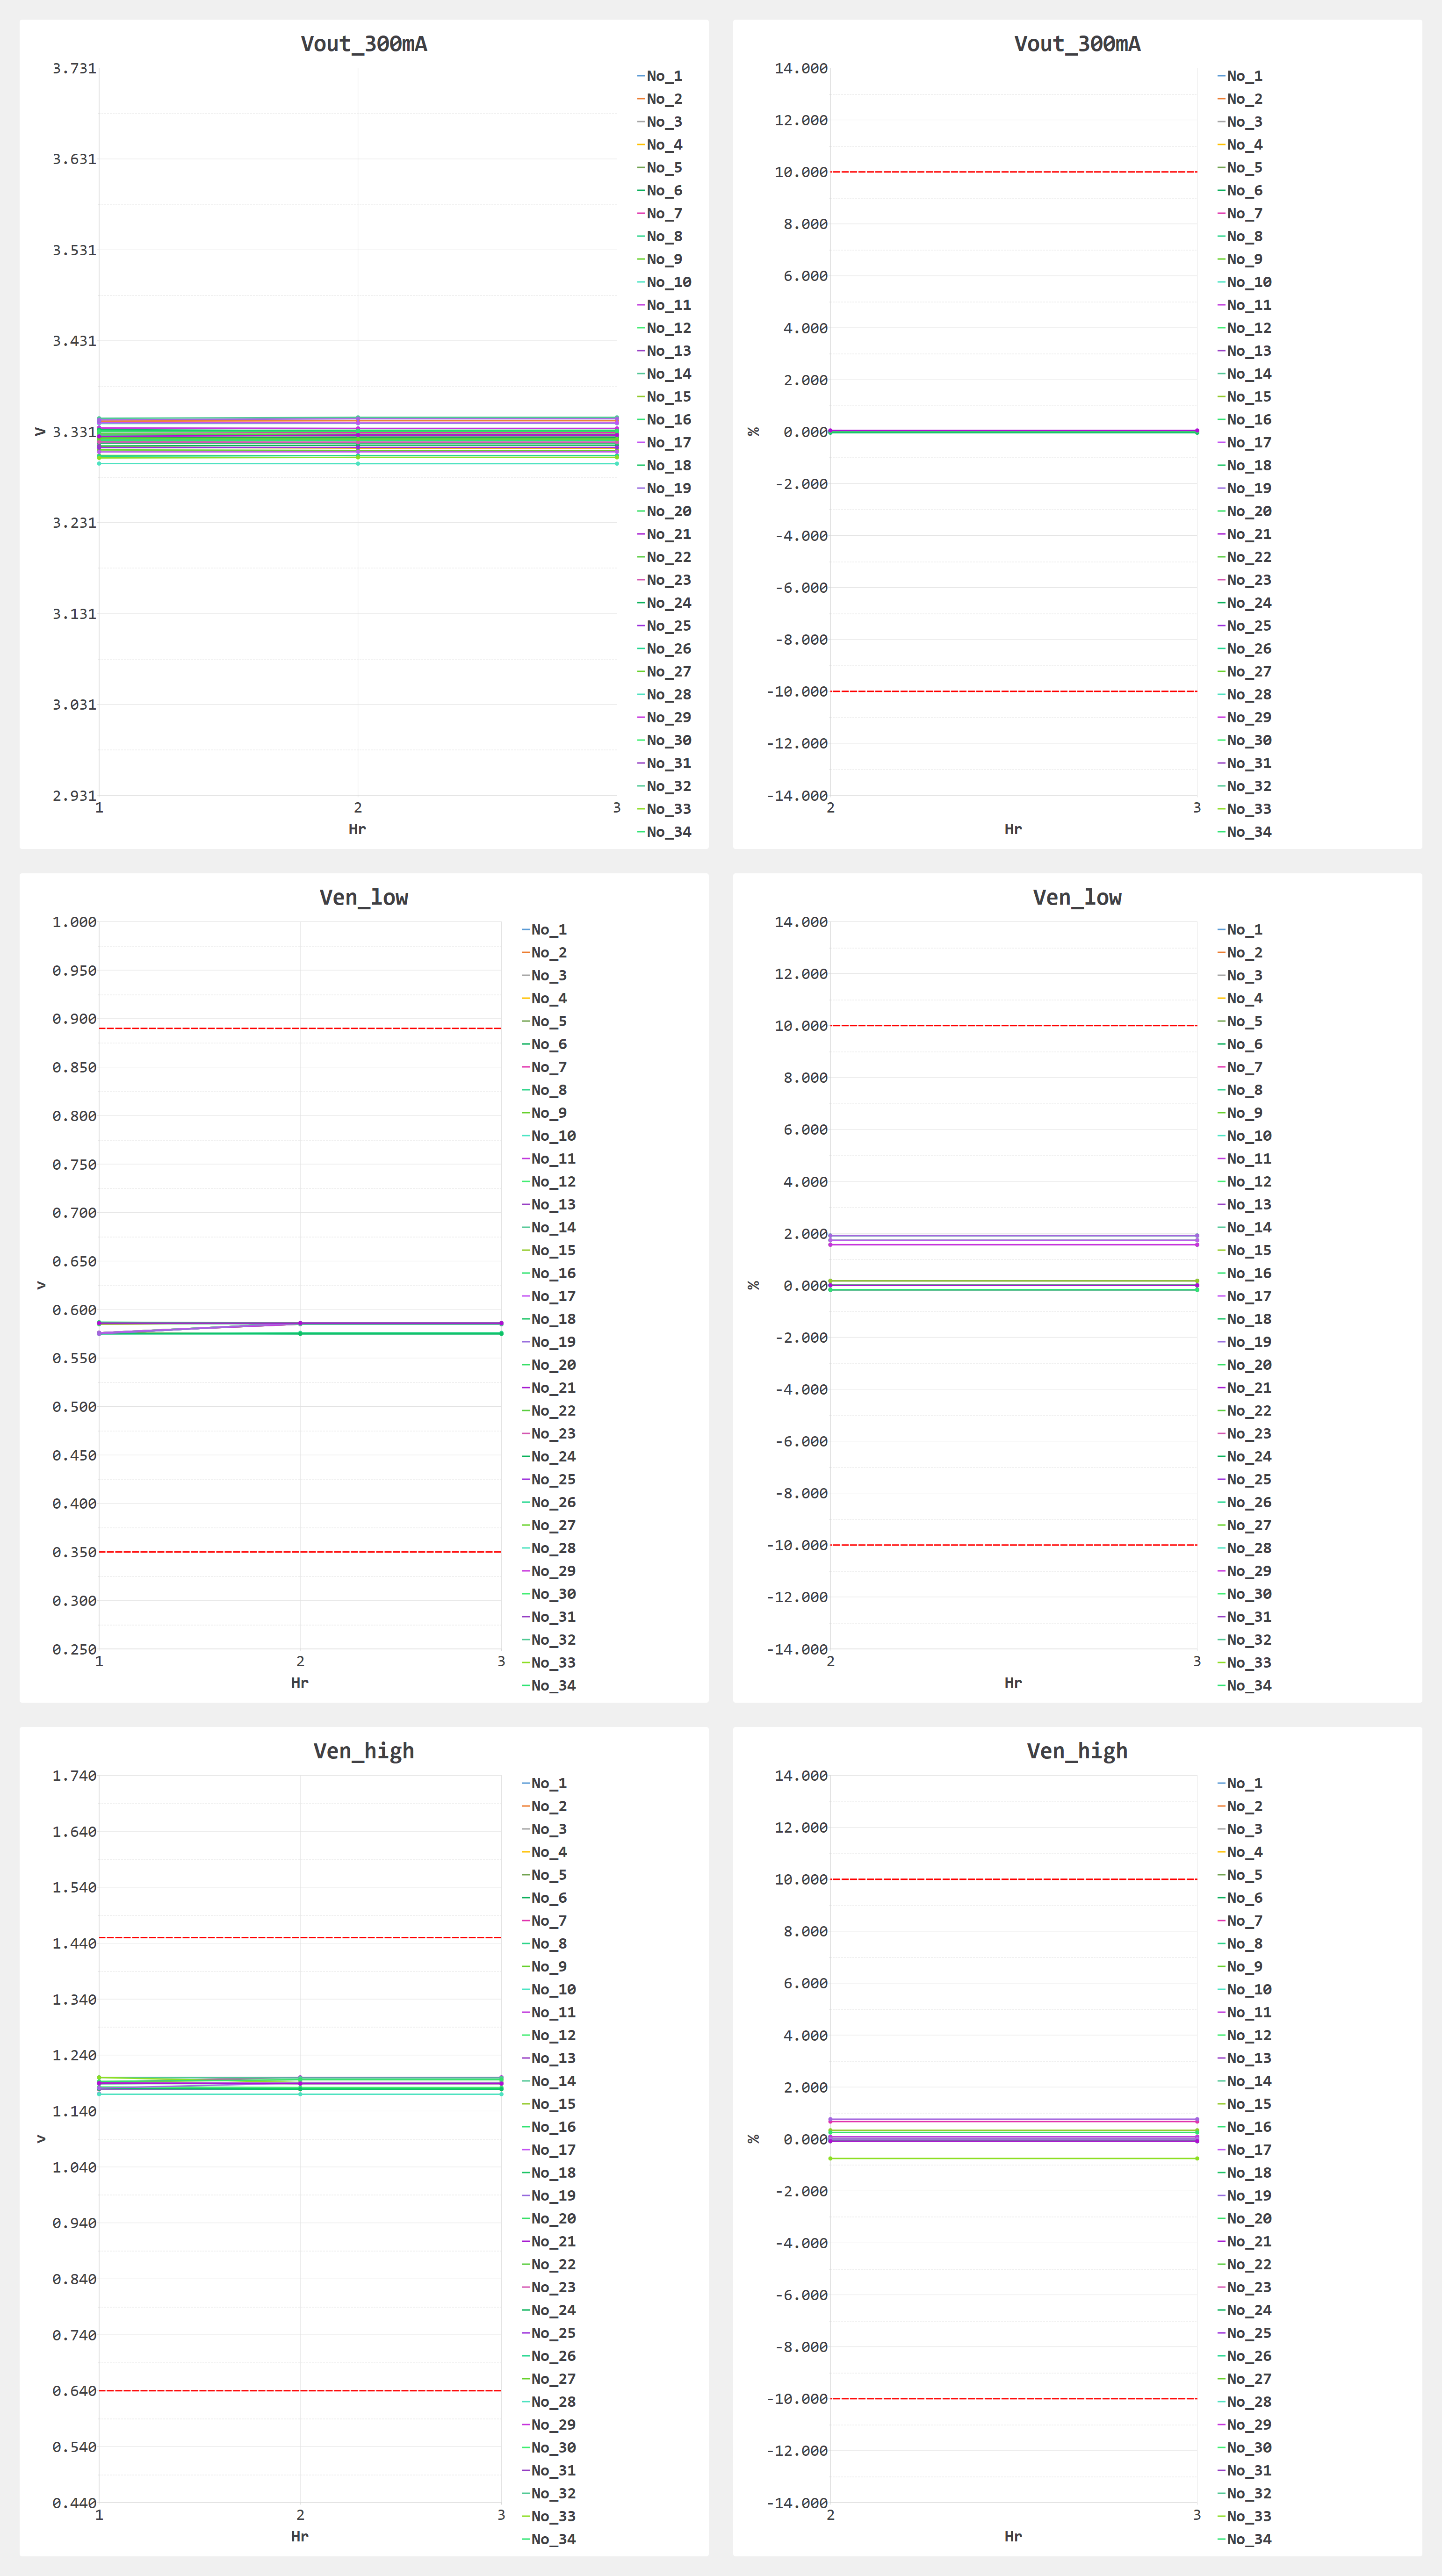 Vout_300mA
3.731
3.631
3.531
3.431
3.331
3.231
3.131
3.031
2.931
V
1
2
3
Hr
No_1
No_2
No_3
No_4
No_5
No_6
No_7
No_8
No_9
No_10
No_11
No_12
No_13
No_14
No_15
No_16
No_17
No_18
No_19
No_20
No_21
No_22
No_23
No_24
No_25
No_26
No_27
No_28
No_29
No_30
No_31
No_32
No_33
No_34
Vout_300mA
14.000
12.000
10.000
8.000
6.000
4.000
2.000
0.000
-2.000
-4.000
-6.000
-8.000
-10.000
-12.000
-14.000
%
2
3
Hr
No_1
No_2
No_3
No_4
No_5
No_6
No_7
No_8
No_9
No_10
No_11
No_12
No_13
No_14
No_15
No_16
No_17
No_18
No_19
No_20
No_21
No_22
No_23
No_24
No_25
No_26
No_27
No_28
No_29
No_30
No_31
No_32
No_33
No_34
Ven_low
1.000
0.950
0.900
0.850
0.800
0.750
0.700
0.650
0.600
0.550
0.500
0.450
0.400
0.350
0.300
0.250
V
1
2
3
Hr
No_1
No_2
No_3
No_4
No_5
No_6
No_7
No_8
No_9
No_10
No_11
No_12
No_13
No_14
No_15
No_16
No_17
No_18
No_19
No_20
No_21
No_22
No_23
No_24
No_25
No_26
No_27
No_28
No_29
No_30
No_31
No_32
No_33
No_34
Ven_low
14.000
12.000
10.000
8.000
6.000
4.000
2.000
0.000
-2.000
-4.000
-6.000
-8.000
-10.000
-12.000
-14.000
%
2
3
Hr
No_1
No_2
No_3
No_4
No_5
No_6
No_7
No_8
No_9
No_10
No_11
No_12
No_13
No_14
No_15
No_16
No_17
No_18
No_19
No_20
No_21
No_22
No_23
No_24
No_25
No_26
No_27
No_28
No_29
No_30
No_31
No_32
No_33
No_34
Ven_high
1.740
1.640
1.540
1.440
1.340
1.240
1.140
1.040
0.940
0.840
0.740
0.640
0.540
0.440
V
1
2
3
Hr
No_1
No_2
No_3
No_4
No_5
No_6
No_7
No_8
No_9
No_10
No_11
No_12
No_13
No_14
No_15
No_16
No_17
No_18
No_19
No_20
No_21
No_22
No_23
No_24
No_25
No_26
No_27
No_28
No_29
No_30
No_31
No_32
No_33
No_34
Ven_high
14.000
12.000
10.000
8.000
6.000
4.000
2.000
0.000
-2.000
-4.000
-6.000
-8.000
-10.000
-12.000
-14.000
%
2
3
Hr
No_1
No_2
No_3
No_4
No_5
No_6
No_7
No_8
No_9
No_10
No_11
No_12
No_13
No_14
No_15
No_16
No_17
No_18
No_19
No_20
No_21
No_22
No_23
No_24
No_25
No_26
No_27
No_28
No_29
No_30
No_31
No_32
No_33
No_34